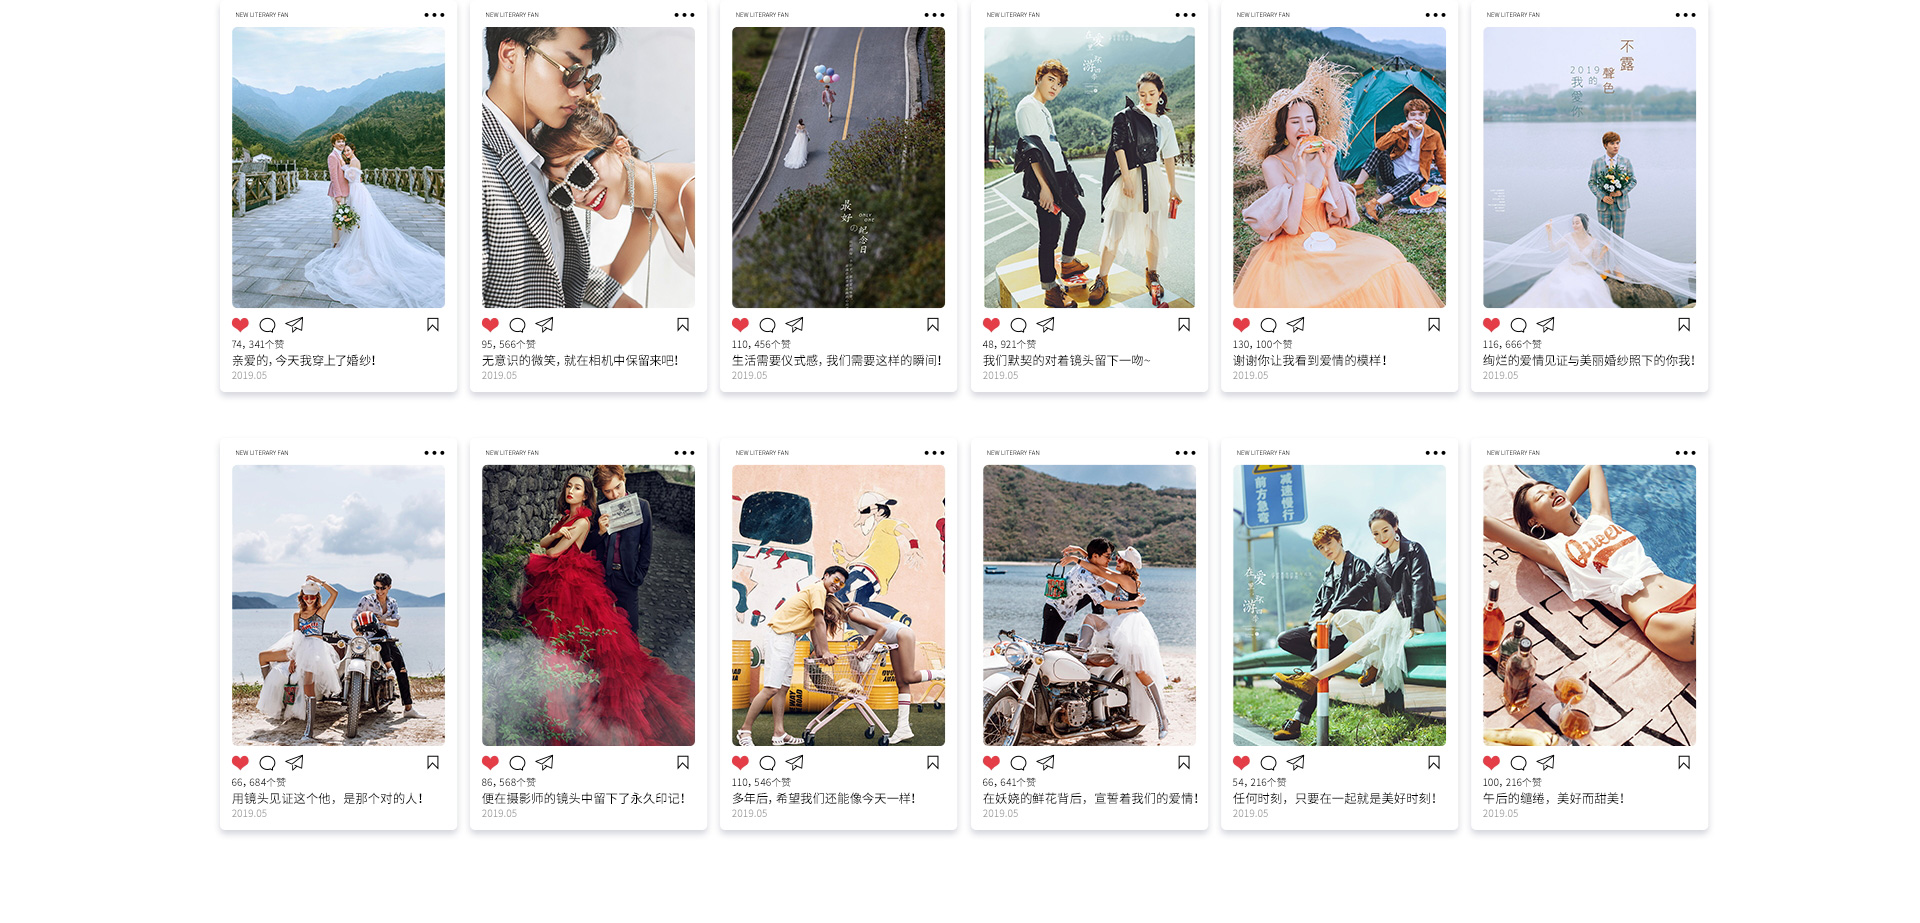 NEW LITERARY FAN
74, 341个赞
亲爱的, 今天我穿上了婚纱!
2019.05
NEW LITERARY FAN
95, 566个赞
无意识的微笑, 就在相机中保留来吧!
2019.05
NEW LITERARY FAN
最好
の
纪念日
ONLY
110, 456个赞
生活需要仪式感, 我们需要这样的瞬间!
2019.05
NEW LITERARY FAN
在爱
游
48, 921个赞
我们默契的对着镜头留下一吻~
2019.05
NEW LITERARY FAN
130, 100个赞
谢谢你让我看到爱情的模样!
2019.05
NEW LITERARY FAN
不露
聲色
2019的
我爱你
116, 666个赞
绚烂的爱情见证与美丽婚纱照下的你我!
2019.05
NEW LITERARY FAN
66, 684个赞
用镜头见证这个他，是那个对的人!
2019.05
NEW LITERARY FAN
86, 568个赞
便在摄影师的镜头中留下了永久印记!
2019.05
NEW LITERARY FAN
110, 546个赞
多年后, 希望我们还能像今天一样!
2019.05
NEW LITERARY FAN
66, 641个赞
在妖娆的鲜花背后，宣誓着我们的爱情!
2019.05
NEW LITERARY FAN
前方急弯
减速慢行
在爱
游
54, 216个赞
任何时刻，只要在一起就是美好时刻!
2019.05
NEW LITERARY FAN
Queen
100, 216个赞
午后的缱绻，美好而甜美!
2019.05